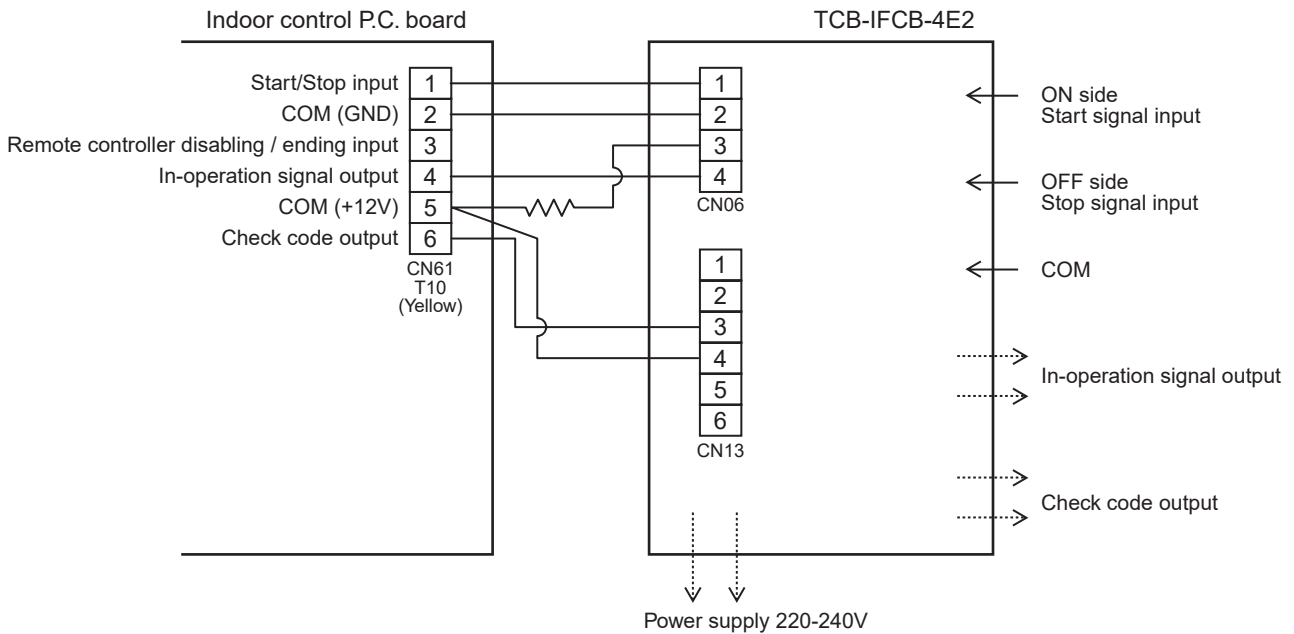 Indoor control P.C. board
TCB-IFCB-4E2
Start/Stop input
COM (GND)
Remote controller disabling / ending input
In-operation signal output
COM (+12V)
Check code output
1
2
3
4
5
6
CN61
T10
(Yellow)
1
2
3
4
CN06
1
2
3
4
5
6
CN13
ON side
Start signal input
OFF side
Stop signal input
COM
In-operation signal output
Check code output
Power supply 220-240V